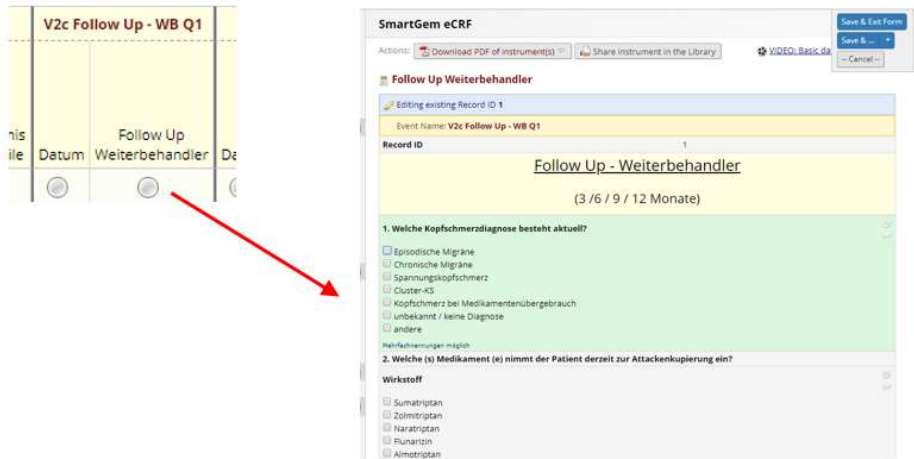 V2c Follow Up - WB Q1
nis
ile
Datum
Follow Up
Weiterbehandler
Da
SmartGem eCRF
Save & Exit Form
Save & ...
-- Cancel --
Actions:
Download PDF of instrument(s)
Share instrument in the Library
VIDEO: Basic da
Follow Up Weiterbehandler
Editing existing Record ID 1
Event Name: V2c Follow Up - WB Q1
Record ID 1
Follow Up - Weiterbehandler
(3 /6 / 9 / 12 Monate)
1. Welche Kopfschmerzdiagnose besteht aktuell?
Episodische Migräne
Chronische Migräne
Spannungskopfschmerz
Cluster-KS
Kopfschmerz bei Medikamentenübergebrauch
unbekannt / keine Diagnose
andere
Mehrfachnennungen möglich
2. Welche (s) Medikament (e) nimmt der Patient derzeit zur Attackenkupierung ein?
Wirkstoff
Sumatriptan
Zolmitriptan
Naratriptan
Flunarizin
Almotriptan